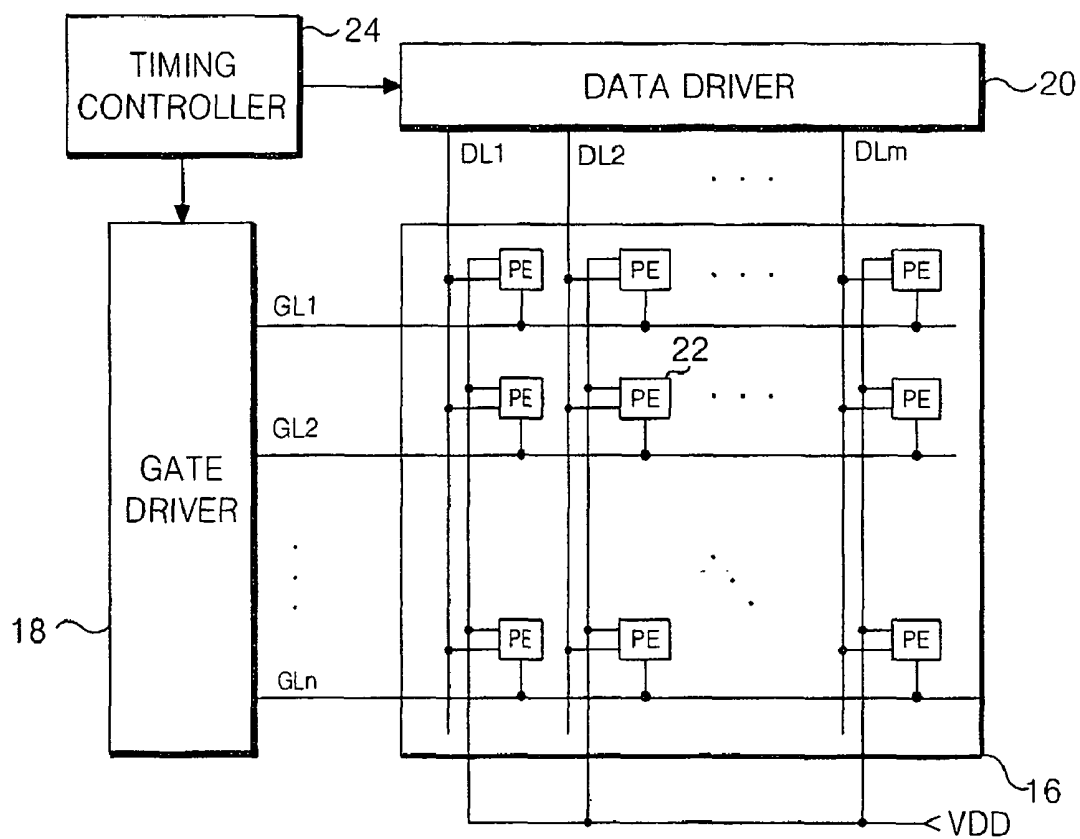 24
TIMING
CONTROLLER
DATA DRIVER
20
DL1 DL2 DLm
PE PE PE
GL1
22
PE PE PE
GL2
GATE
DRIVER
18
PE PE PE
GLn
16
VDD